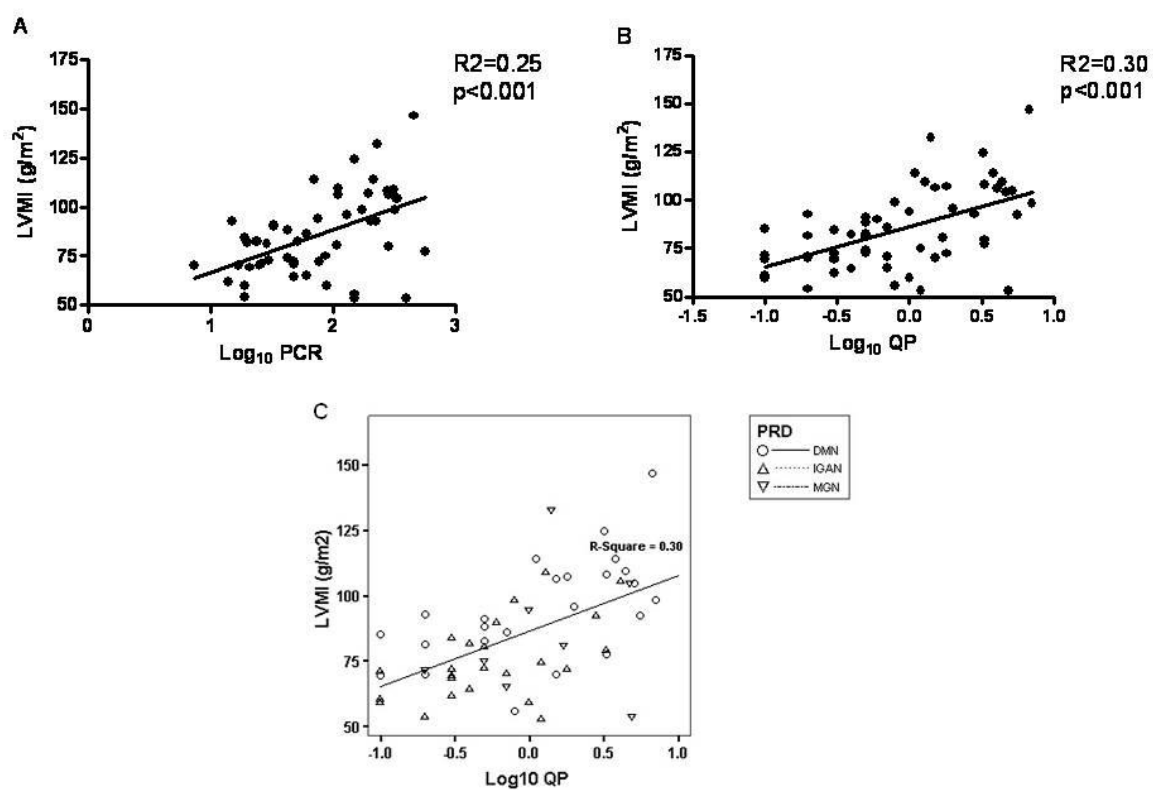 A
R2=0.25
p<0.001
175
150
125
100
75
50
LVMI (g/m²)
0
1
2
3
Log₁₀ PCR
B
R2=0.30
p<0.001
175
150
125
100
75
50
LVMI (g/m²)
-1.5
-1.0
-0.5
0.0
0.5
1.0
Log₁₀ QP
C
PRD
DMN
IGAN
MGN
150
125
100
75
50
LVMI (g/m2)
R-Square = 0.30
-1.0
-0.5
0.0
0.5
1.0
Log10 QP